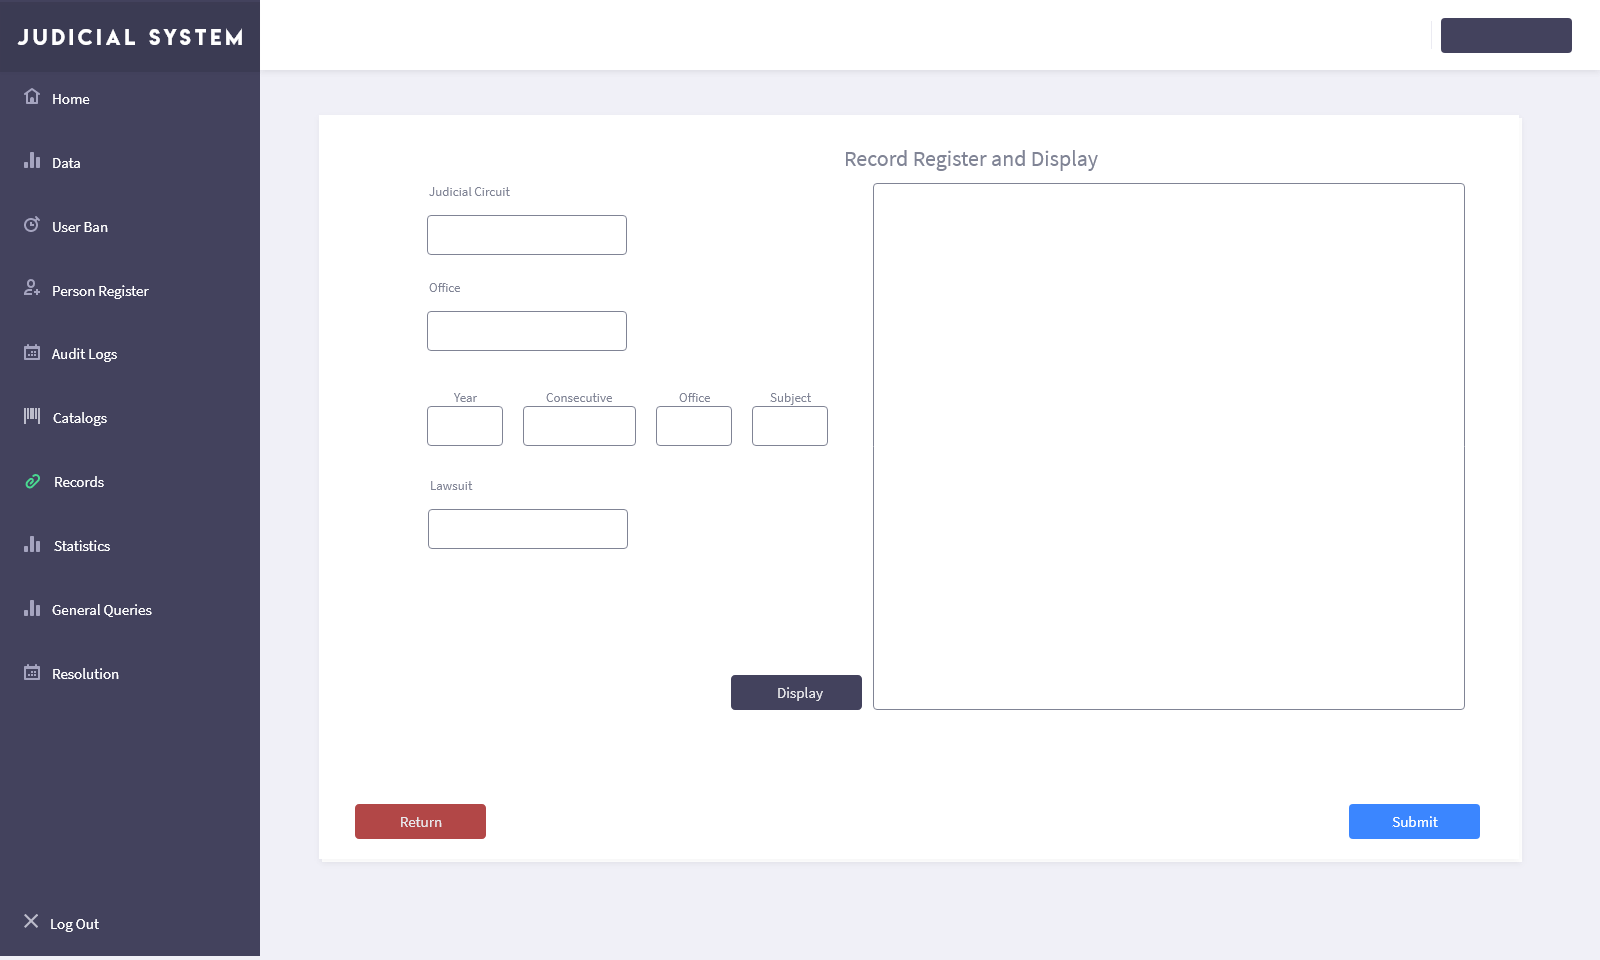 JUDICIAL SYSTEM
Home
Data
User Ban
Person Register
Audit Logs
Catalogs
Records
Statistics
General Queries
Resolution
Log Out
Record Register and Display
Judicial Circuit
Office
Year Consecutive Office Subject
Lawsuit
Display
Return
Submit